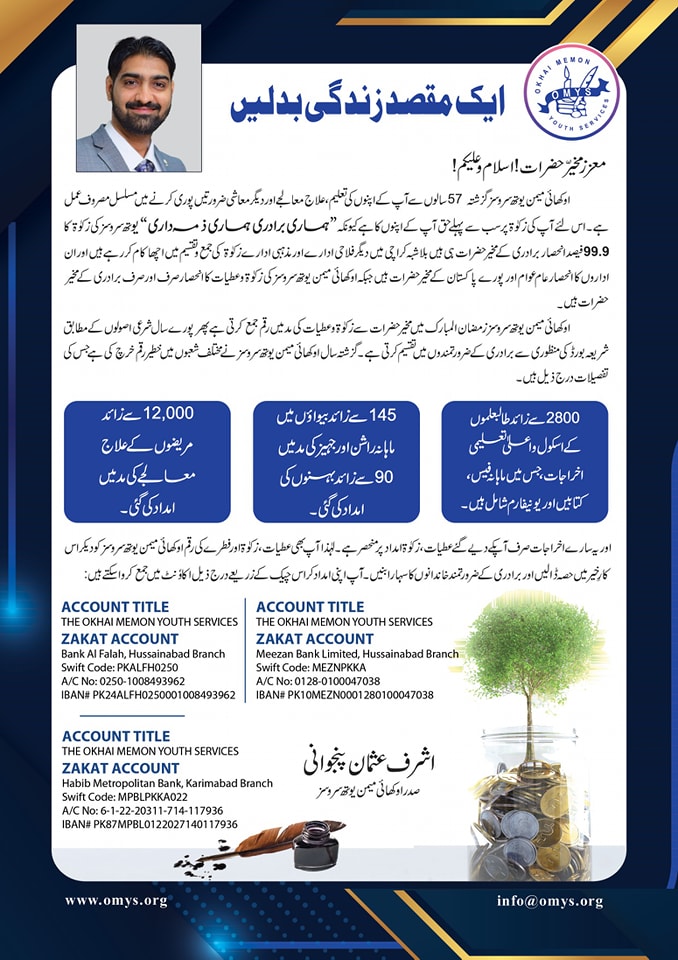 ایک مقصد زندگی بدلیں
OKHAI MEMON
OMYS
YOUTH SERVICES
معزز مخیّر حضرات ! اسلام و علیکم !
اوکھائی میمن یوتھ سروسز گزشتہ 57 سالوں سے آپ کے اپنوں کی تعلیم، علاج معالجے اور دیگر معاشی ضرورتیں پوری کرنے میں مسلسل مصروف عمل
ہے۔ اس لئے آپ کی زکوٰۃ پر سب سے پہلے حق آپ کے اپنوں کا ہے کیونکہ ”ہماری برادری ہماری ذمہ داری“ یوتھ سروسز کی زکوٰۃ کا
99.9 فیصد انحصار برادری کے مخیر حضرات ہی ہیں بلاشبہ کراچی میں دیگر فلاحی ادارے اور مذہبی ادارے زکوٰۃ کی جمع و تقسیم میں اچھا کام کر رہے ہیں اور ان
اداروں کا انحصار عام عوام اور پورے پاکستان کے مخیر حضرات ہیں جبکہ اوکھائی میمن یوتھ سروسز کی زکوٰۃ و عطیات کا انحصار صرف اور صرف برادری کے مخیر
حضرات ہیں۔
اوکھائی میمن یوتھ سروسز رمضان المبارک میں مخیر حضرات سے زکوٰۃ و عطیات کی مد میں رقم جمع کرتی ہے پھر پورے سال شرعی اصولوں کے مطابق
شریعہ بورڈ کی منظوری سے برادری کے ضرورتمندوں میں تقسیم کرتی ہے۔ گزشتہ سال اوکھائی میمن یوتھ سروسز نے مختلف شعبوں میں خطیر رقم خرچ کی ہے جس کی
تفصیلات درج ذیل ہیں۔
2800 سے زائد طالبعلموں
کے اسکول و اعلیٰ تعلیمی
اخراجات، جس میں ماہانہ فیس،
کتابیں اور یونیفارم شامل ہیں۔
145 سے زائد بیواؤں میں
ماہانہ راشن اور جہیز کی مد میں
90 سے زائد بہنوں کی
امداد کی گئی۔
12,000 سے زائد
مریضوں کے علاج
معالجے کی مد میں
امداد کی گئی۔
اور یہ سارے اخراجات صرف آپکے دیے گئے عطیات، زکوٰۃ امداد پر منحصر ہے۔ لہٰذا آپ بھی عطیات، زکوٰۃ اور فطرے کی رقم اوکھائی میمن یوتھ سروسز کو دیکر اس
کارِ خیر میں حصہ ڈالیں اور برادری کے ضرورتمند خاندانوں کا سہارا بنیں۔ آپ اپنی امداد کراس چیک کے زریعے درج ذیل اکاؤنٹ میں جمع کروا سکتے ہیں:
ACCOUNT TITLE
THE OKHAI MEMON YOUTH SERVICES
ZAKAT ACCOUNT
Bank Al Falah, Hussainabad Branch
Swift Code: PKALFH0250
A/C No: 0250-1008493962
IBAN# PK24ALFH0250001008493962
ACCOUNT TITLE
THE OKHAI MEMON YOUTH SERVICES
ZAKAT ACCOUNT
Meezan Bank Limited, Hussainabad Branch
Swift Code: MEZNPKKA
A/C No: 0128-0100047038
IBAN# PK10MEZN0001280100047038
ACCOUNT TITLE
THE OKHAI MEMON YOUTH SERVICES
ZAKAT ACCOUNT
Habib Metropolitan Bank, Karimabad Branch
Swift Code: MPBLPKKA022
A/C No: 6-1-22-20311-714-117936
IBAN# PK87MPBL0122027140117936
اشرف عثمان پنجوانی
صدر اوکھائی میمن یوتھ سروسز
www.omys.org
info@omys.org